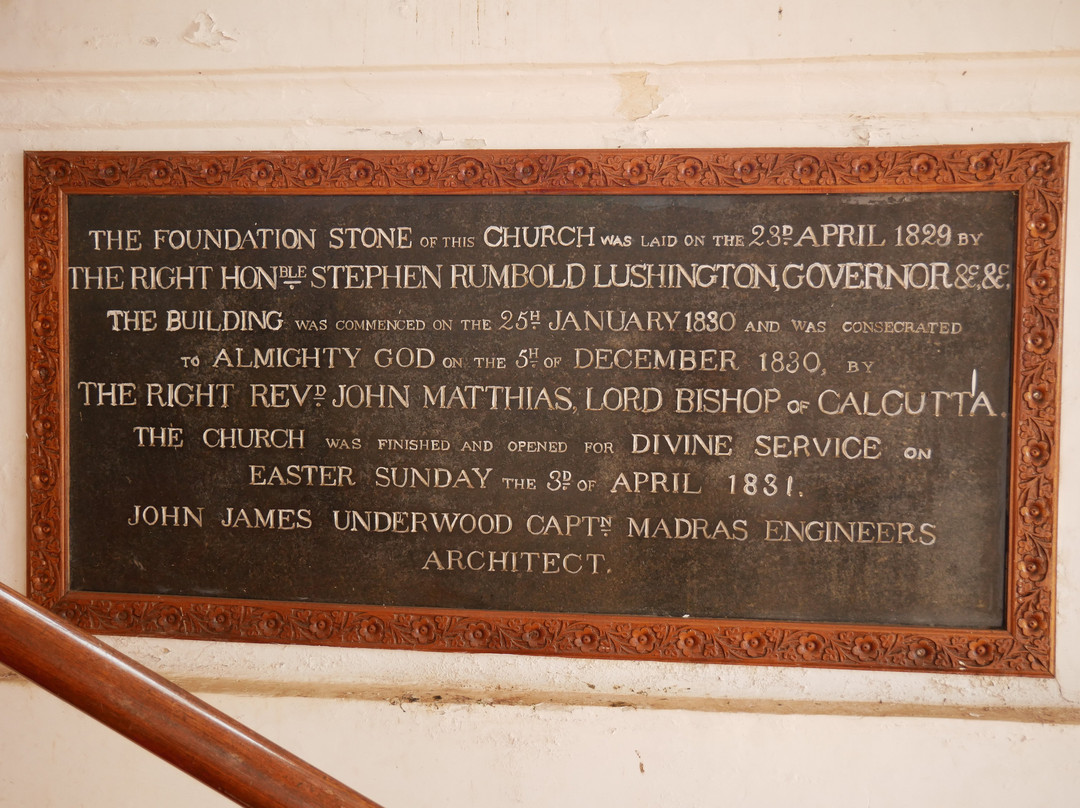 THE FOUNDATION STONE OF THIS CHURCH WAS LAID ON THE 23D. APRIL 1829 BY
THE RIGHT HONBLE. STEPHEN RUMBOLD LUSHINGTON, GOVERNOR &c. &c.
THE BUILDING WAS COMMENCED ON THE 25H. JANUARY 1830 AND WAS CONSECRATED
TO ALMIGHTY GOD ON THE 5H. OF DECEMBER 1830, BY
THE RIGHT REVD. JOHN MATTHIAS, LORD BISHOP OF CALCUTTA.
THE CHURCH WAS FINISHED AND OPENED FOR DIVINE SERVICE ON
EASTER SUNDAY THE 3D. OF APRIL 1831.
JOHN JAMES UNDERWOOD CAPTN. MADRAS ENGINEERS
ARCHITECT.